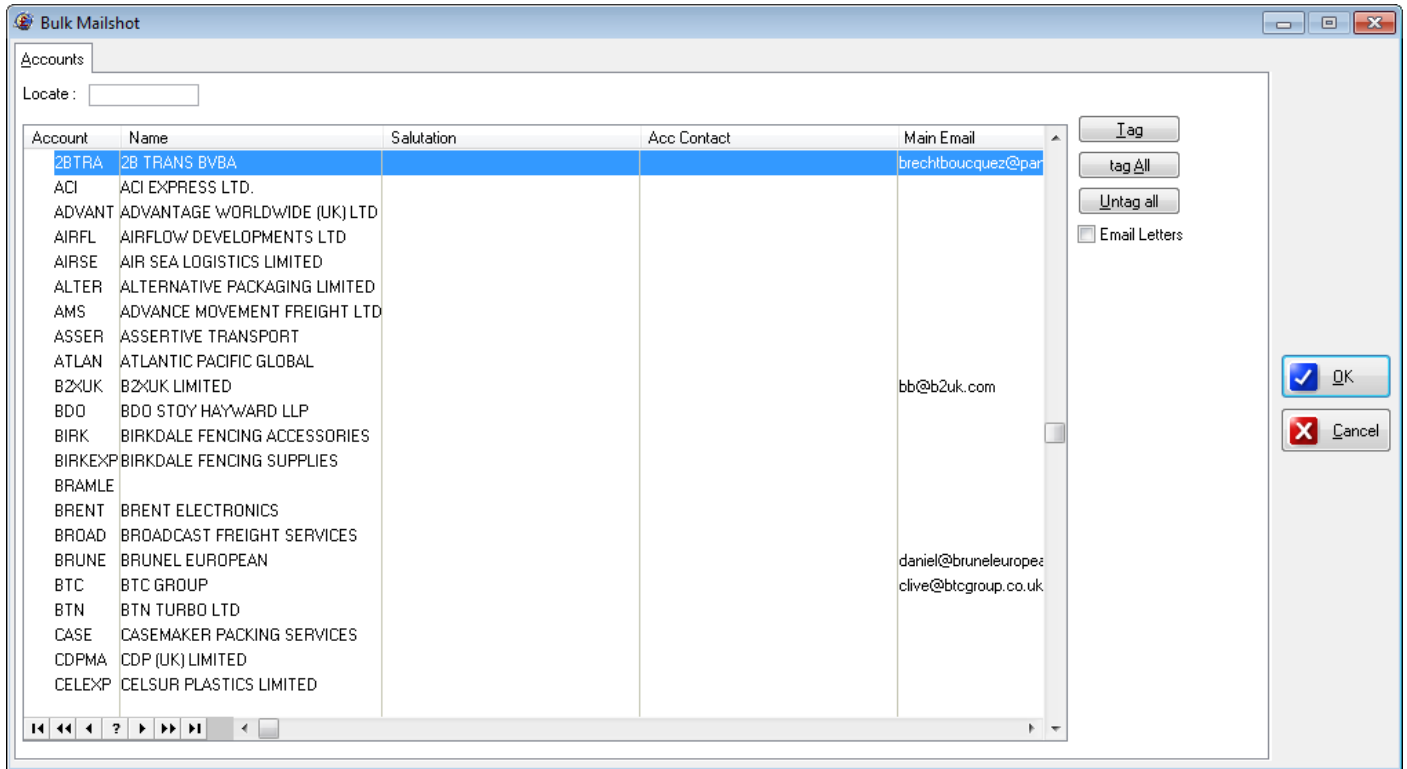 Bulk Mailshot
Accounts
Locate :
Account Name Salutation Acc Contact Main Email
2BTRA 2B TRANS BVBA brechtboucquez@pan
ACI ACI EXPRESS LTD.
ADVANT ADVANTAGE WORLDWIDE (UK) LTD
AIRFL AIRFLOW DEVELOPMENTS LTD
AIRSE AIR SEA LOGISTICS LIMITED
ALTER ALTERNATIVE PACKAGING LIMITED
AMS ADVANCE MOVEMENT FREIGHT LTD
ASSER ASSERTIVE TRANSPORT
ATLAN ATLANTIC PACIFIC GLOBAL
B2XUK B2XUK LIMITED bb@b2uk.com
BDO BDO STOY HAYWARD LLP
BIRK BIRKDALE FENCING ACCESSORIES
BIRKEXP BIRKDALE FENCING SUPPLIES
BRAMLE
BRENT BRENT ELECTRONICS
BROAD BROADCAST FREIGHT SERVICES
BRUNE BRUNEL EUROPEAN daniel@bruneleuropea
BTC BTC GROUP clive@btcgroup.co.uk
BTN BTN TURBO LTD
CASE CASEMAKER PACKING SERVICES
CDPMA CDP (UK) LIMITED
CELEXP CELSUR PLASTICS LIMITED
?
Tag
tag All
Untag all
Email Letters
OK
Cancel